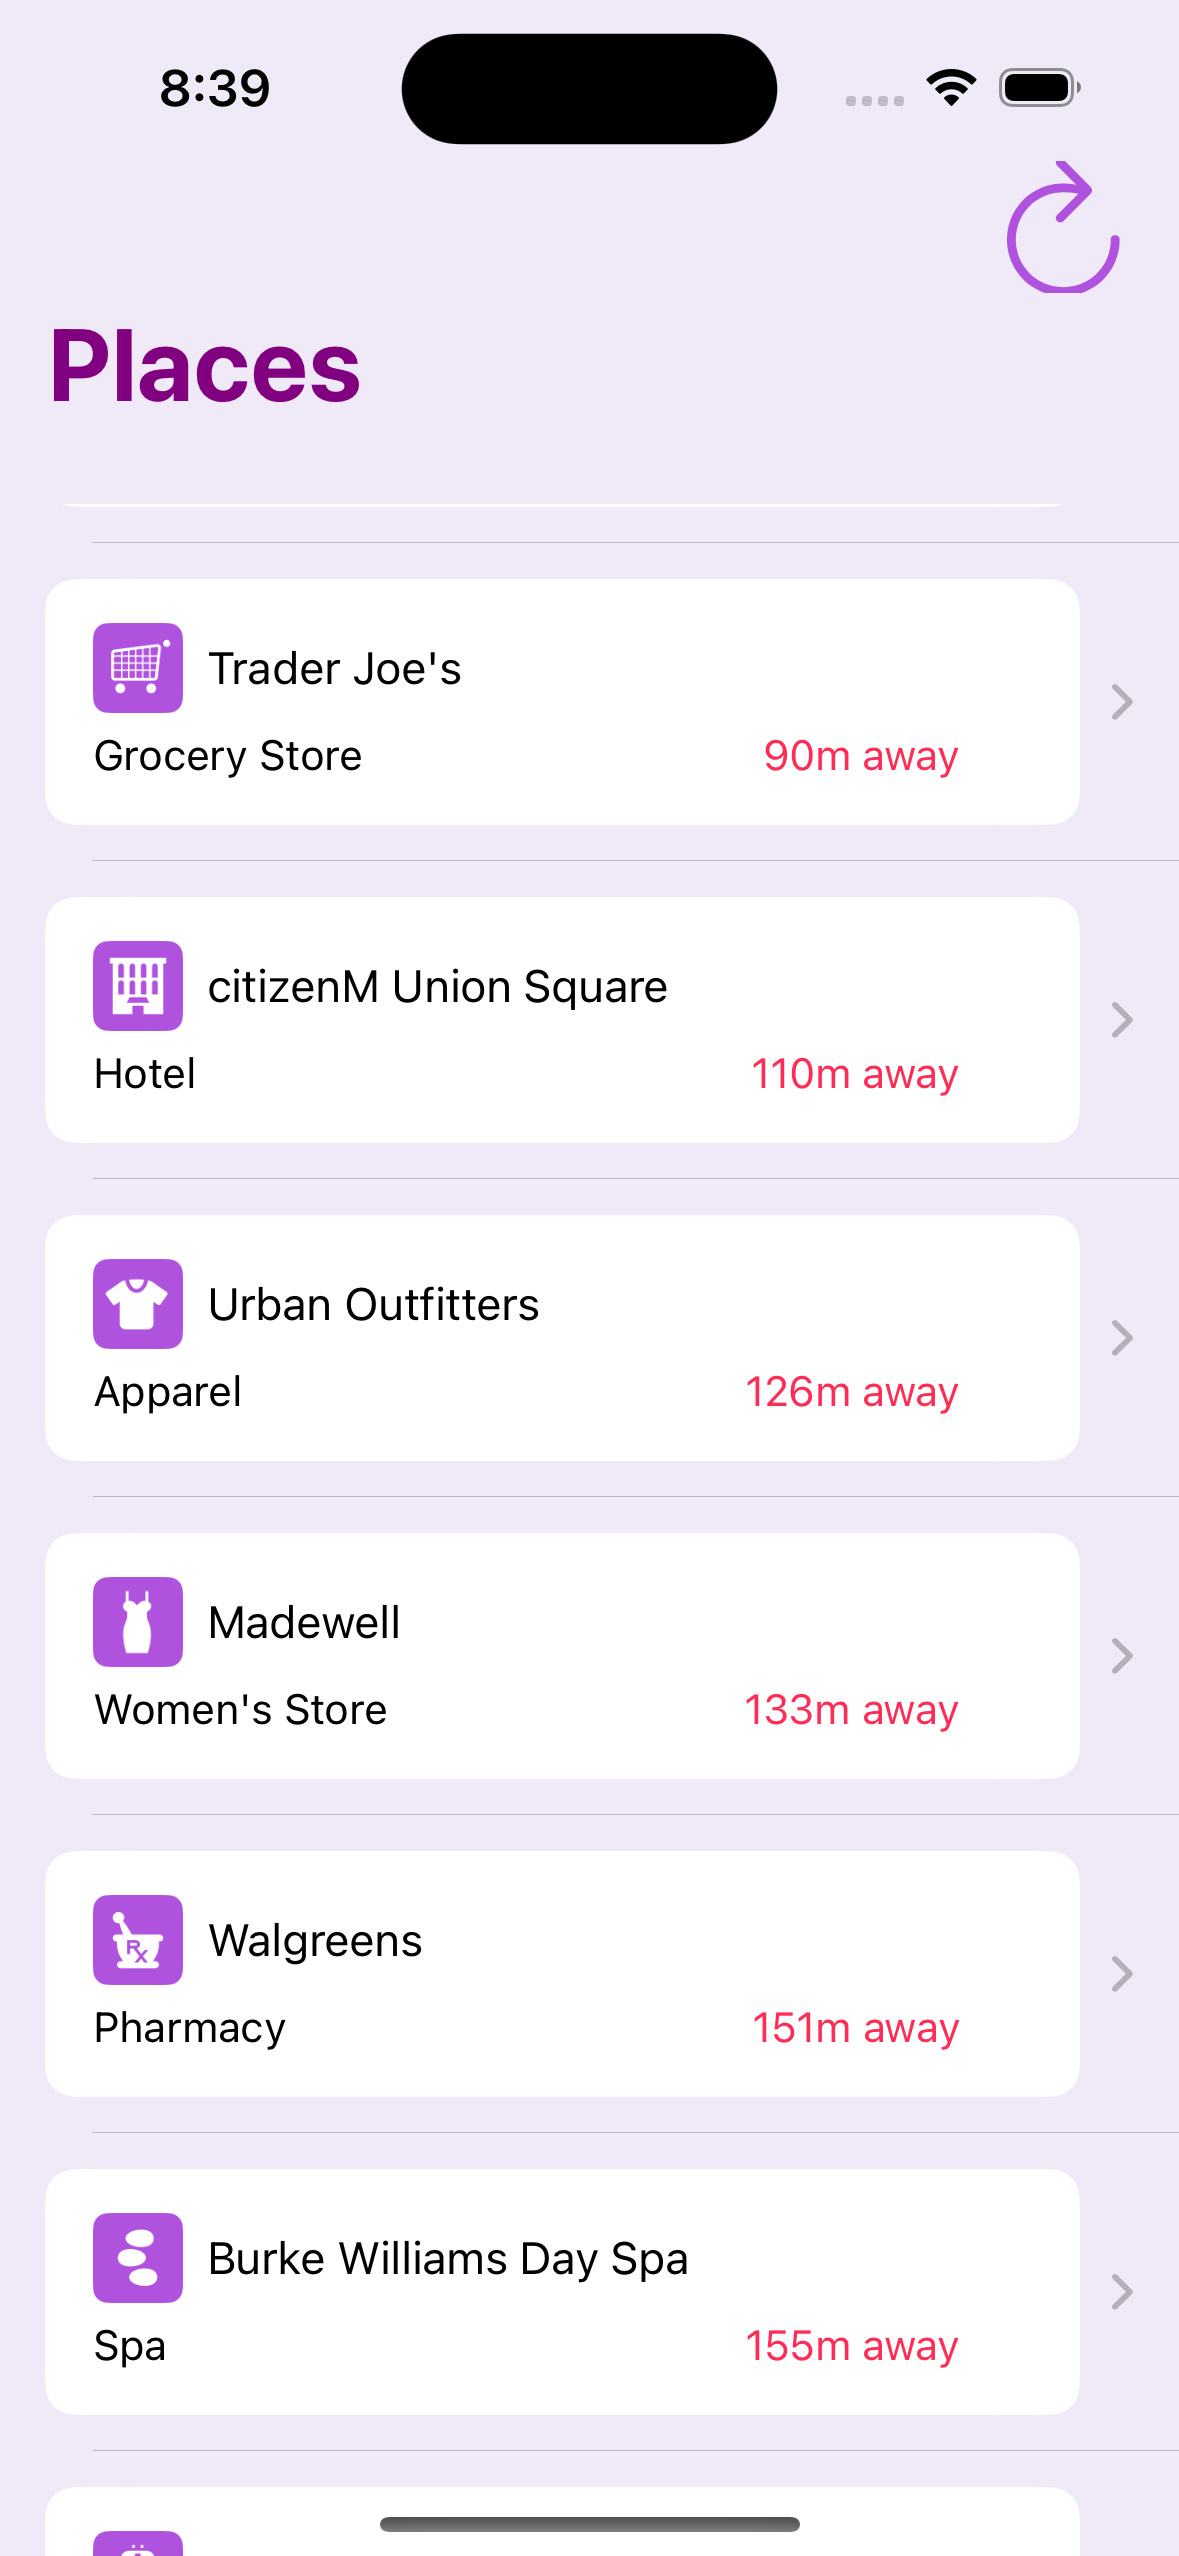 8:39
Places
Trader Joe's
Grocery Store 90m away
citizenM Union Square
Hotel 110m away
Urban Outfitters
Apparel 126m away
Madewell
Women's Store 133m away
Rx
Walgreens
Pharmacy 151m away
Burke Williams Day Spa
Spa 155m away